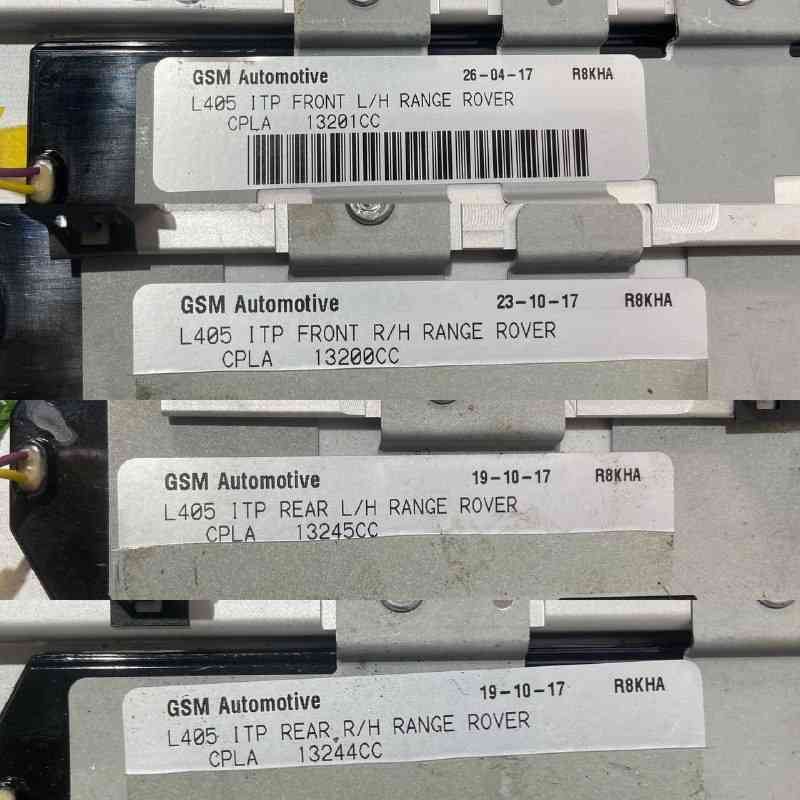 GSM Automotive 26-04-17 R8KHA
L405 ITP FRONT L/H RANGE ROVER
CPLA 13201CC
GSM Automotive 23-10-17 R8KHA
L405 ITP FRONT R/H RANGE ROVER
CPLA 13200CC
GSM Automotive 19-10-17 R8KHA
L405 ITP REAR L/H RANGE ROVER
CPLA 13245CC
GSM Automotive 19-10-17 R8KHA
L405 ITP REAR R/H RANGE ROVER
CPLA 13244CC